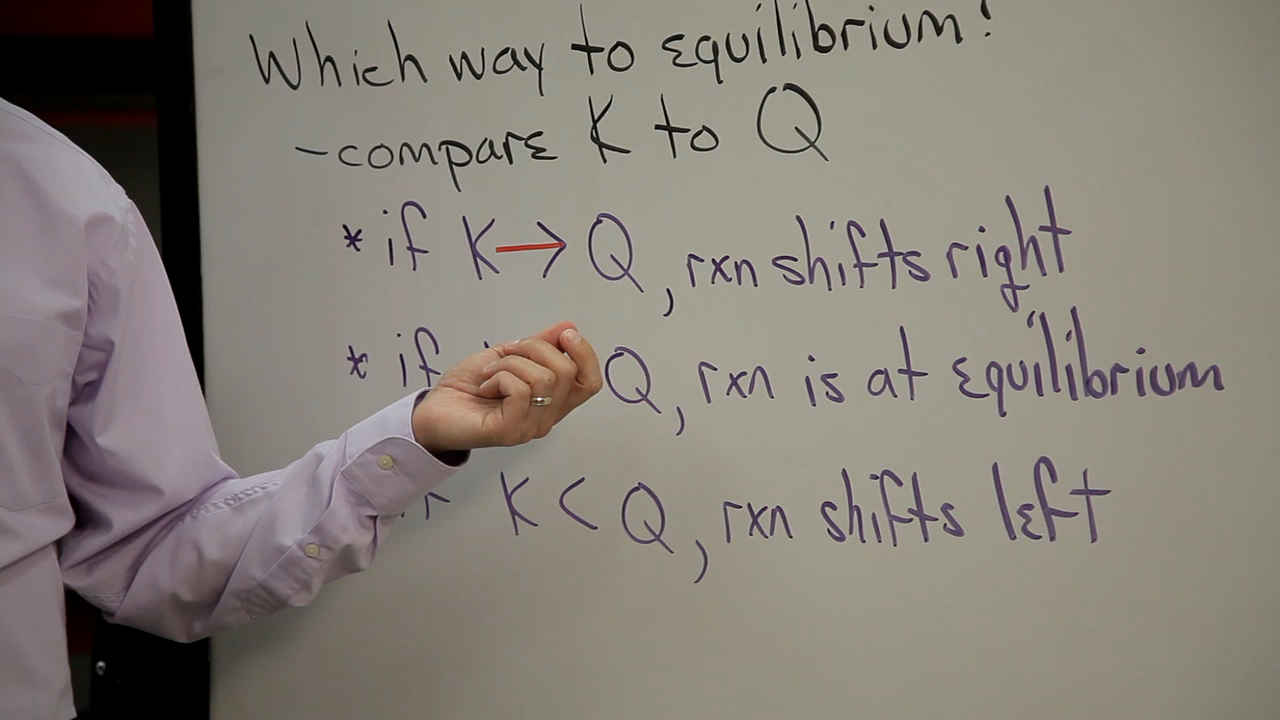 Which way to equilibrium?
-compare K to Q
* if K → Q, rxn shifts right
* if Q, rxn is at equilibrium
K < Q, rxn shifts left